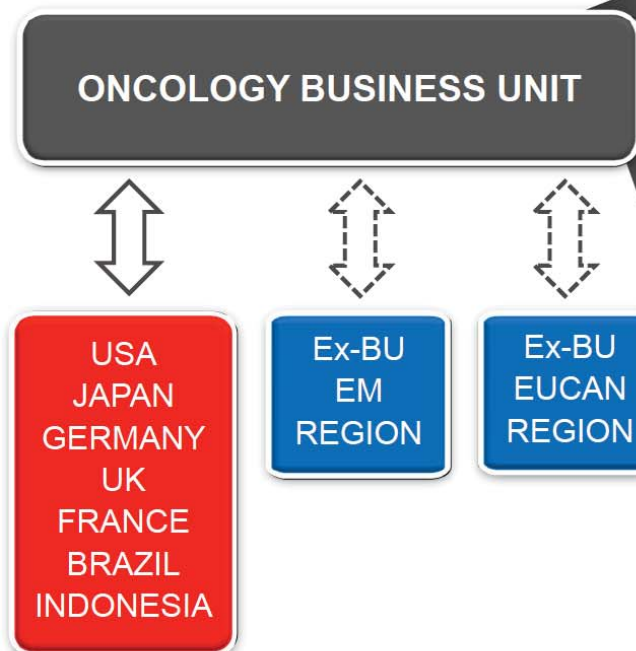 ONCOLOGY BUSINESS UNIT
USA
JAPAN
GERMANY
UK
FRANCE
BRAZIL
INDONESIA
Ex-BU
EM
REGION
Ex-BU
EUCAN
REGION